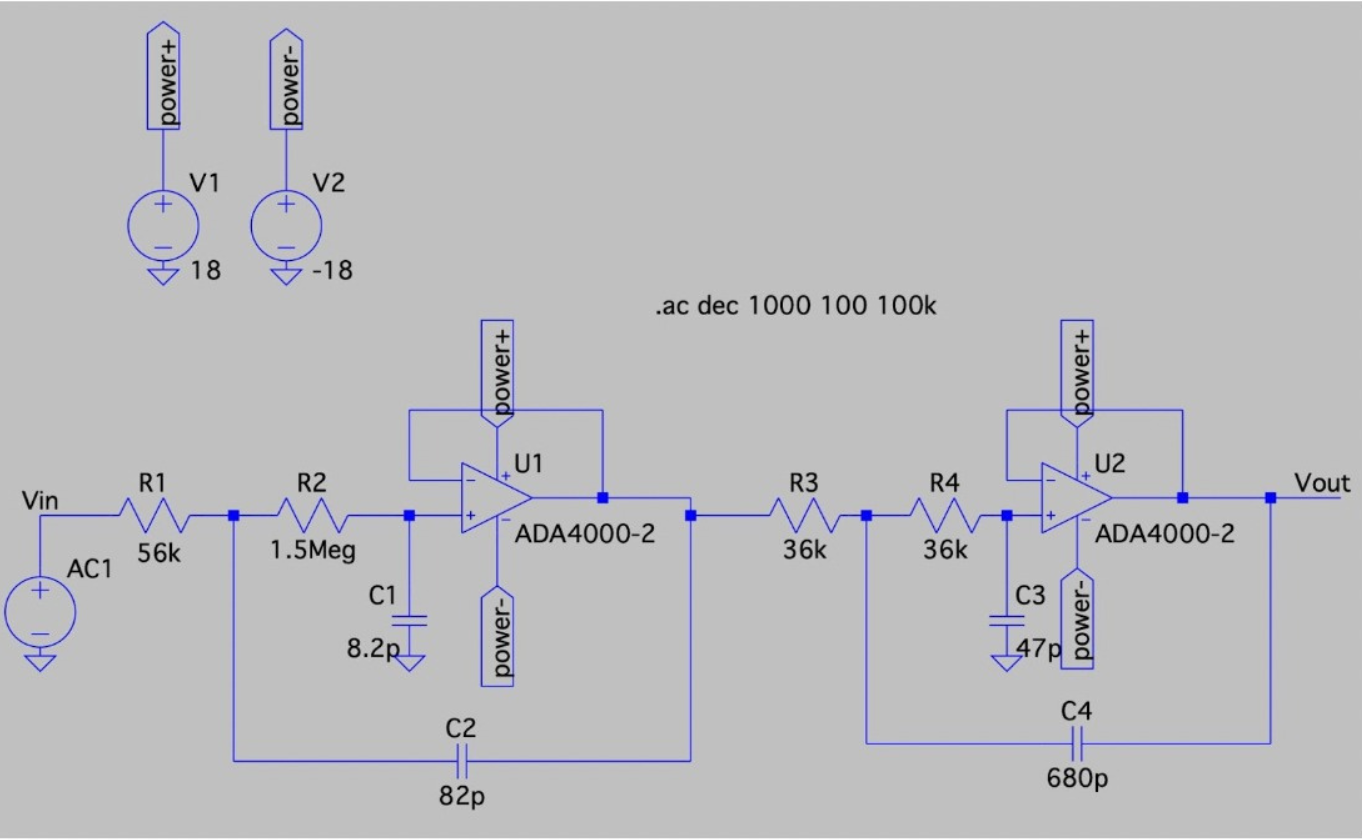 power+
power-
V1
V2
18
-18
.ac dec 1000 100 100k
power+
power+
U1
U2
Vin
R1
R2
R3
R4
Vout
56k
1.5Meg
ADA4000-2
36k
36k
ADA4000-2
AC1
C1
8.2p
power-
C3
47p
power-
C2
82p
C4
680p